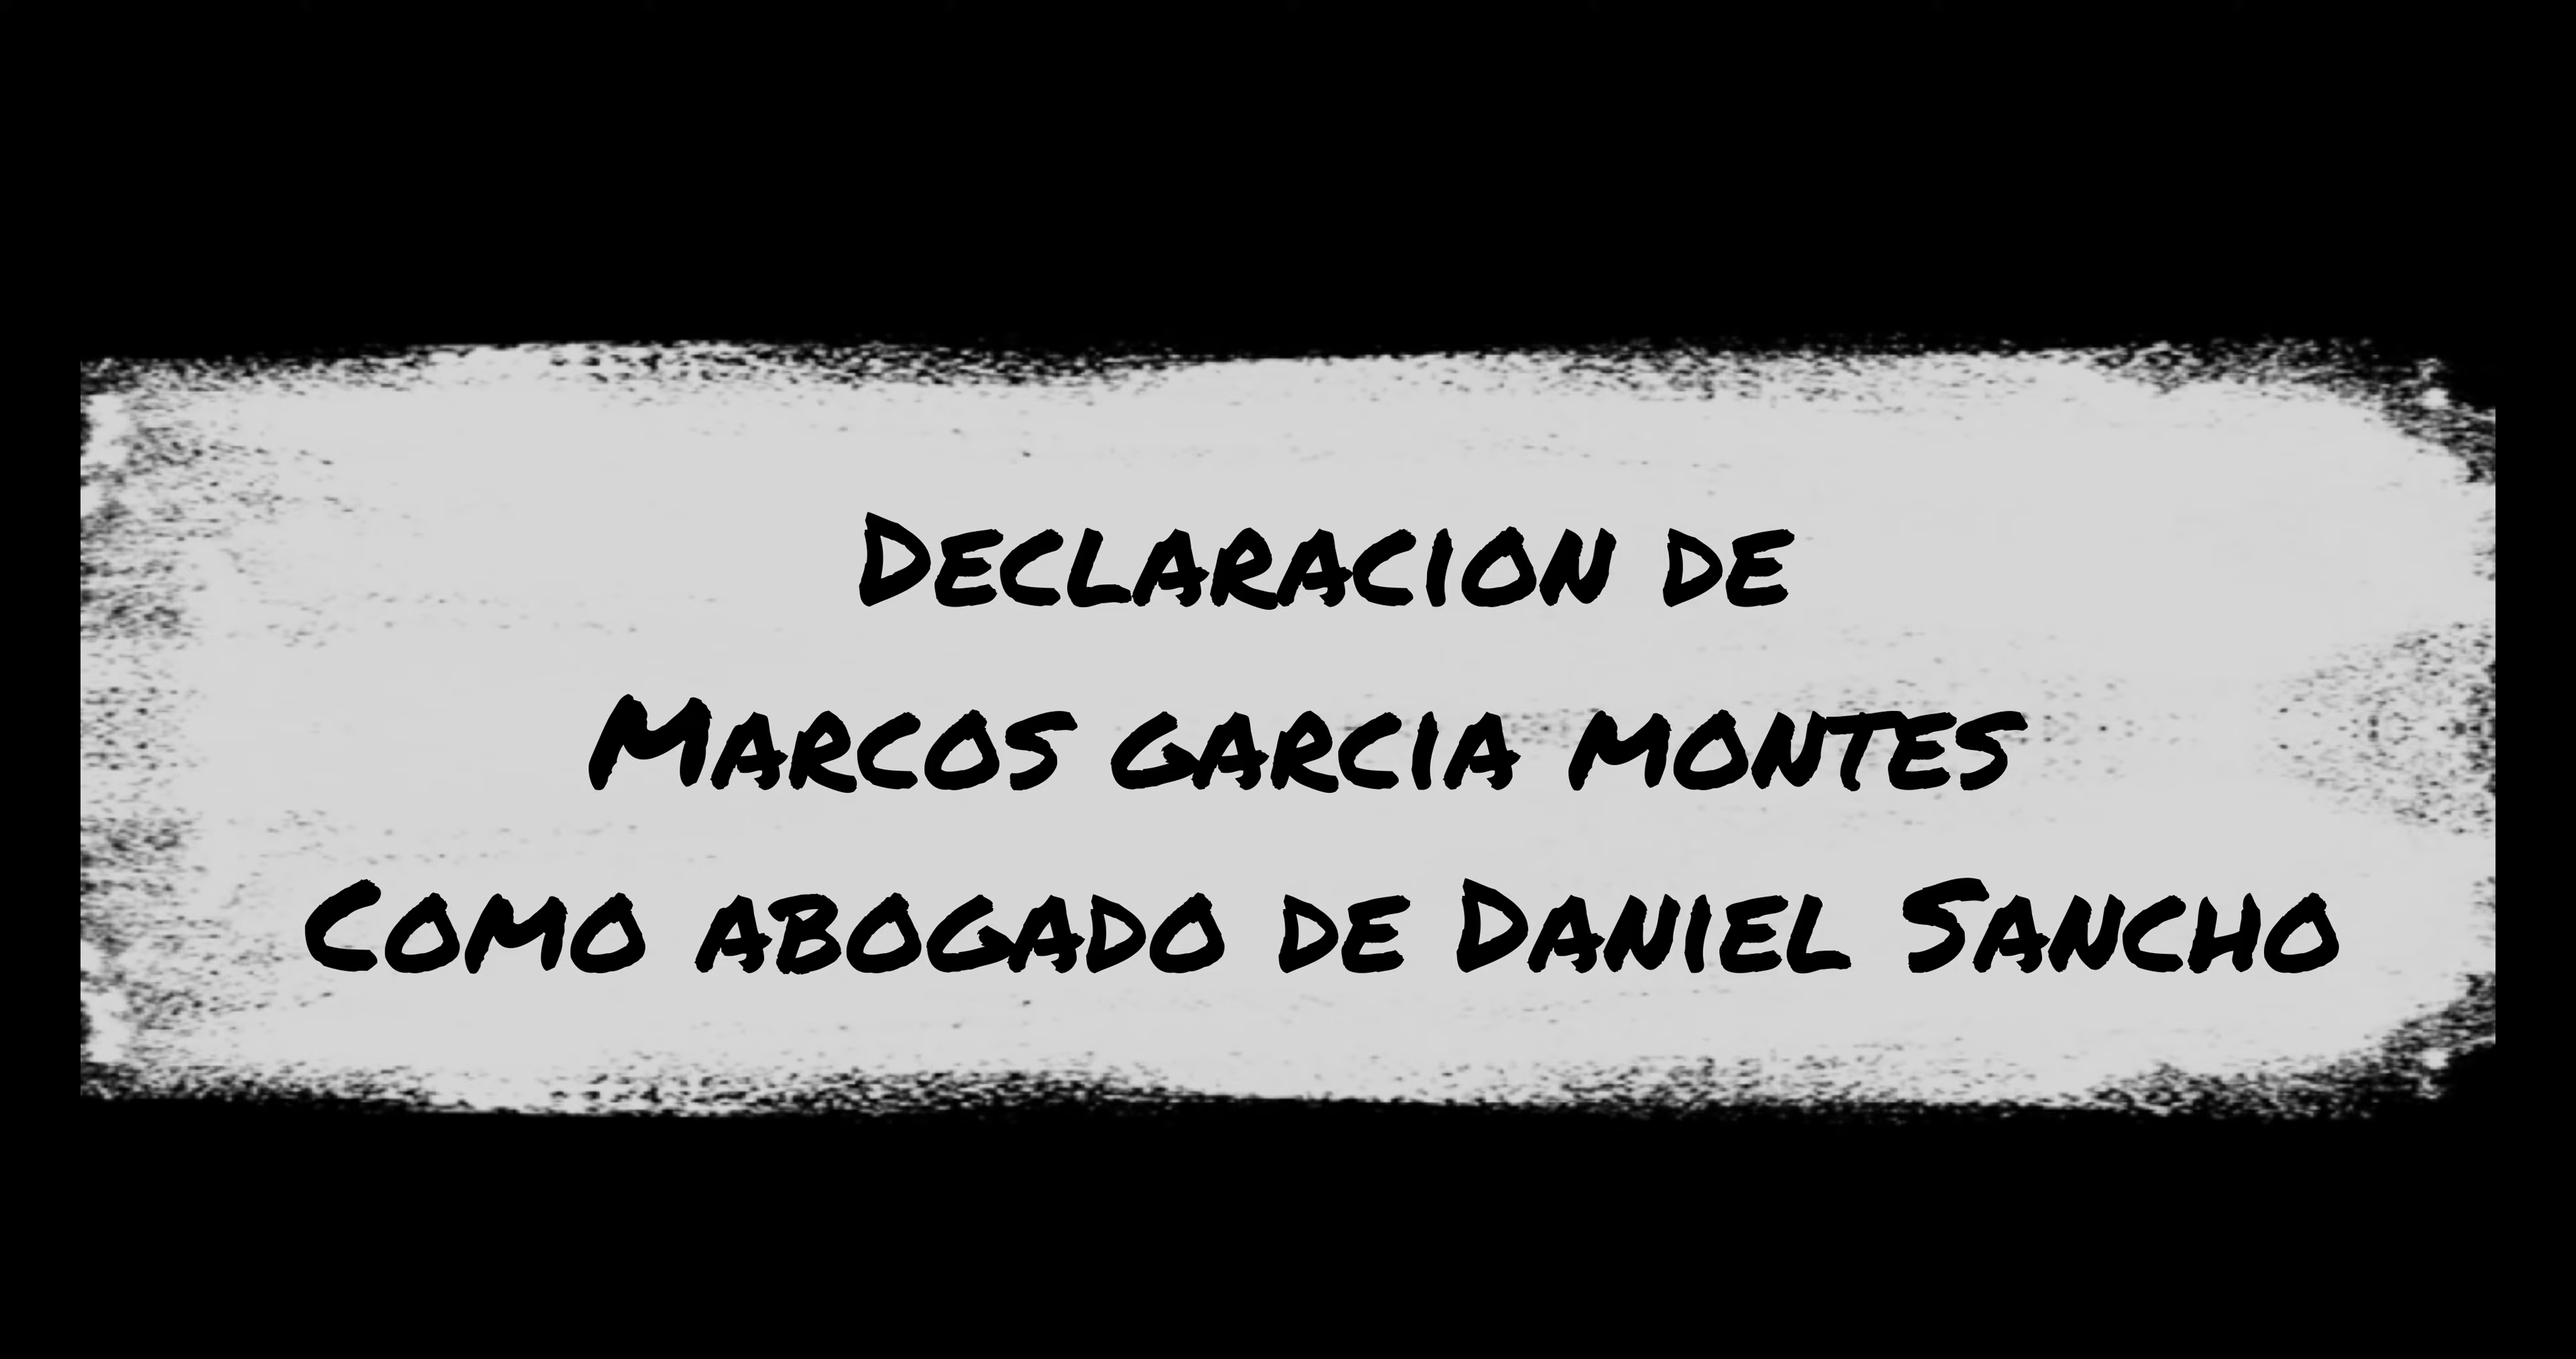 Declaracion de
Marcos garcia montes
Como abogado de Daniel Sancho